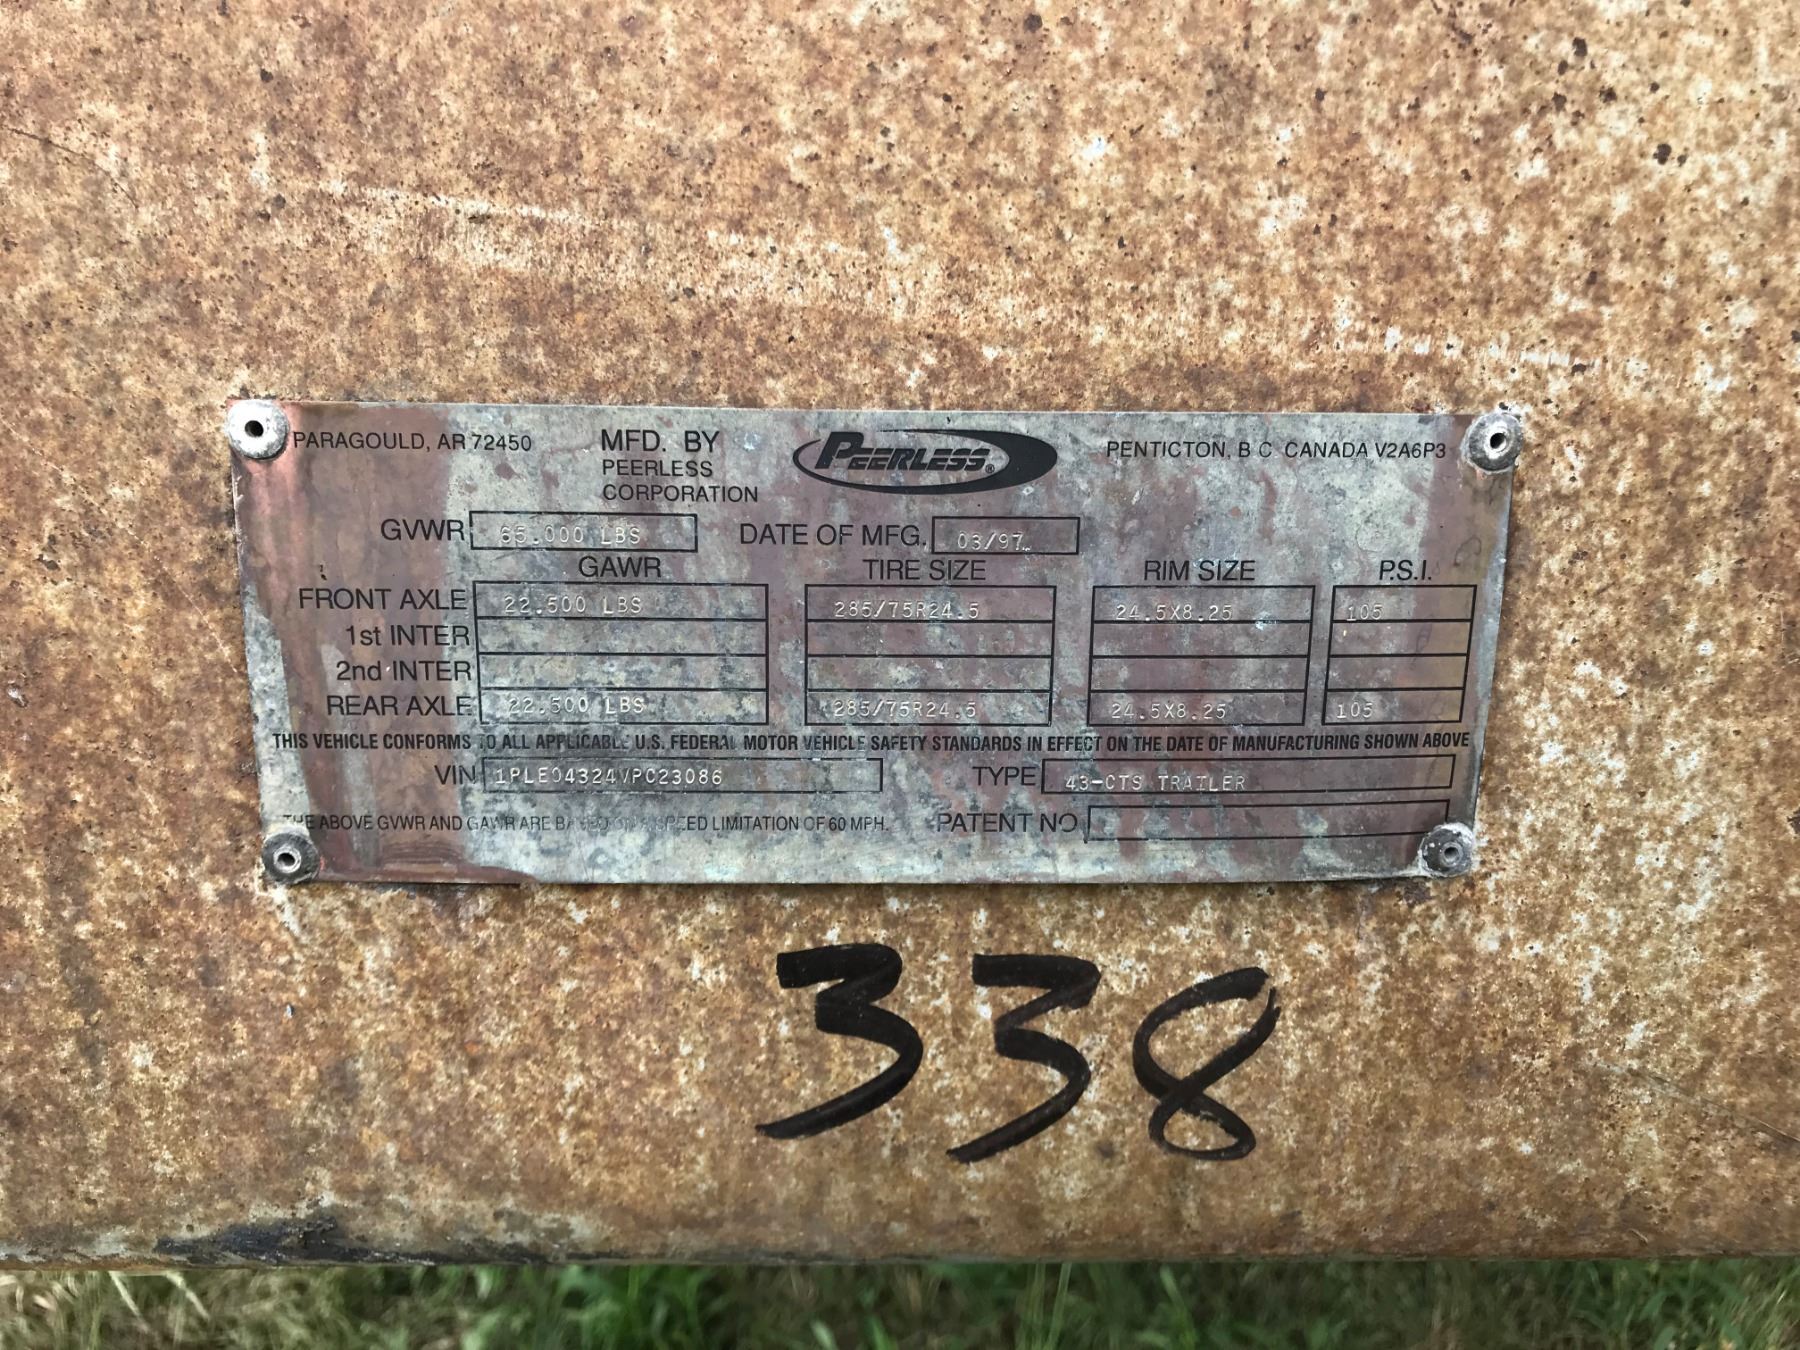 PARAGOULD, AR 72450 MFD. BY PEERLESS® PENTICTON, B C CANADA V2A6P3
PEERLESS
CORPORATION
GVWR 65.000 LBS DATE OF MFG. 03/97
GAWR TIRE SIZE RIM SIZE P.S.I.
FRONT AXLE 22.500 LBS 285/75R24.5 24.5X8.25 105
1st INTER
2nd INTER
REAR AXLE 22.500 LBS 285/75R24.5 24.5X8.25 105
THIS VEHICLE CONFORMS TO ALL APPLICABLE U.S. FEDERAL MOTOR VEHICLE SAFETY STANDARDS IN EFFECT ON THE DATE OF MANUFACTURING SHOWN ABOVE
VIN 1PLE04324VPC23086 TYPE 43-CTS TRAILER
THE ABOVE GVWR AND GAWR ARE BASED ON A SPEED LIMITATION OF 60 MPH. PATENT NO
338